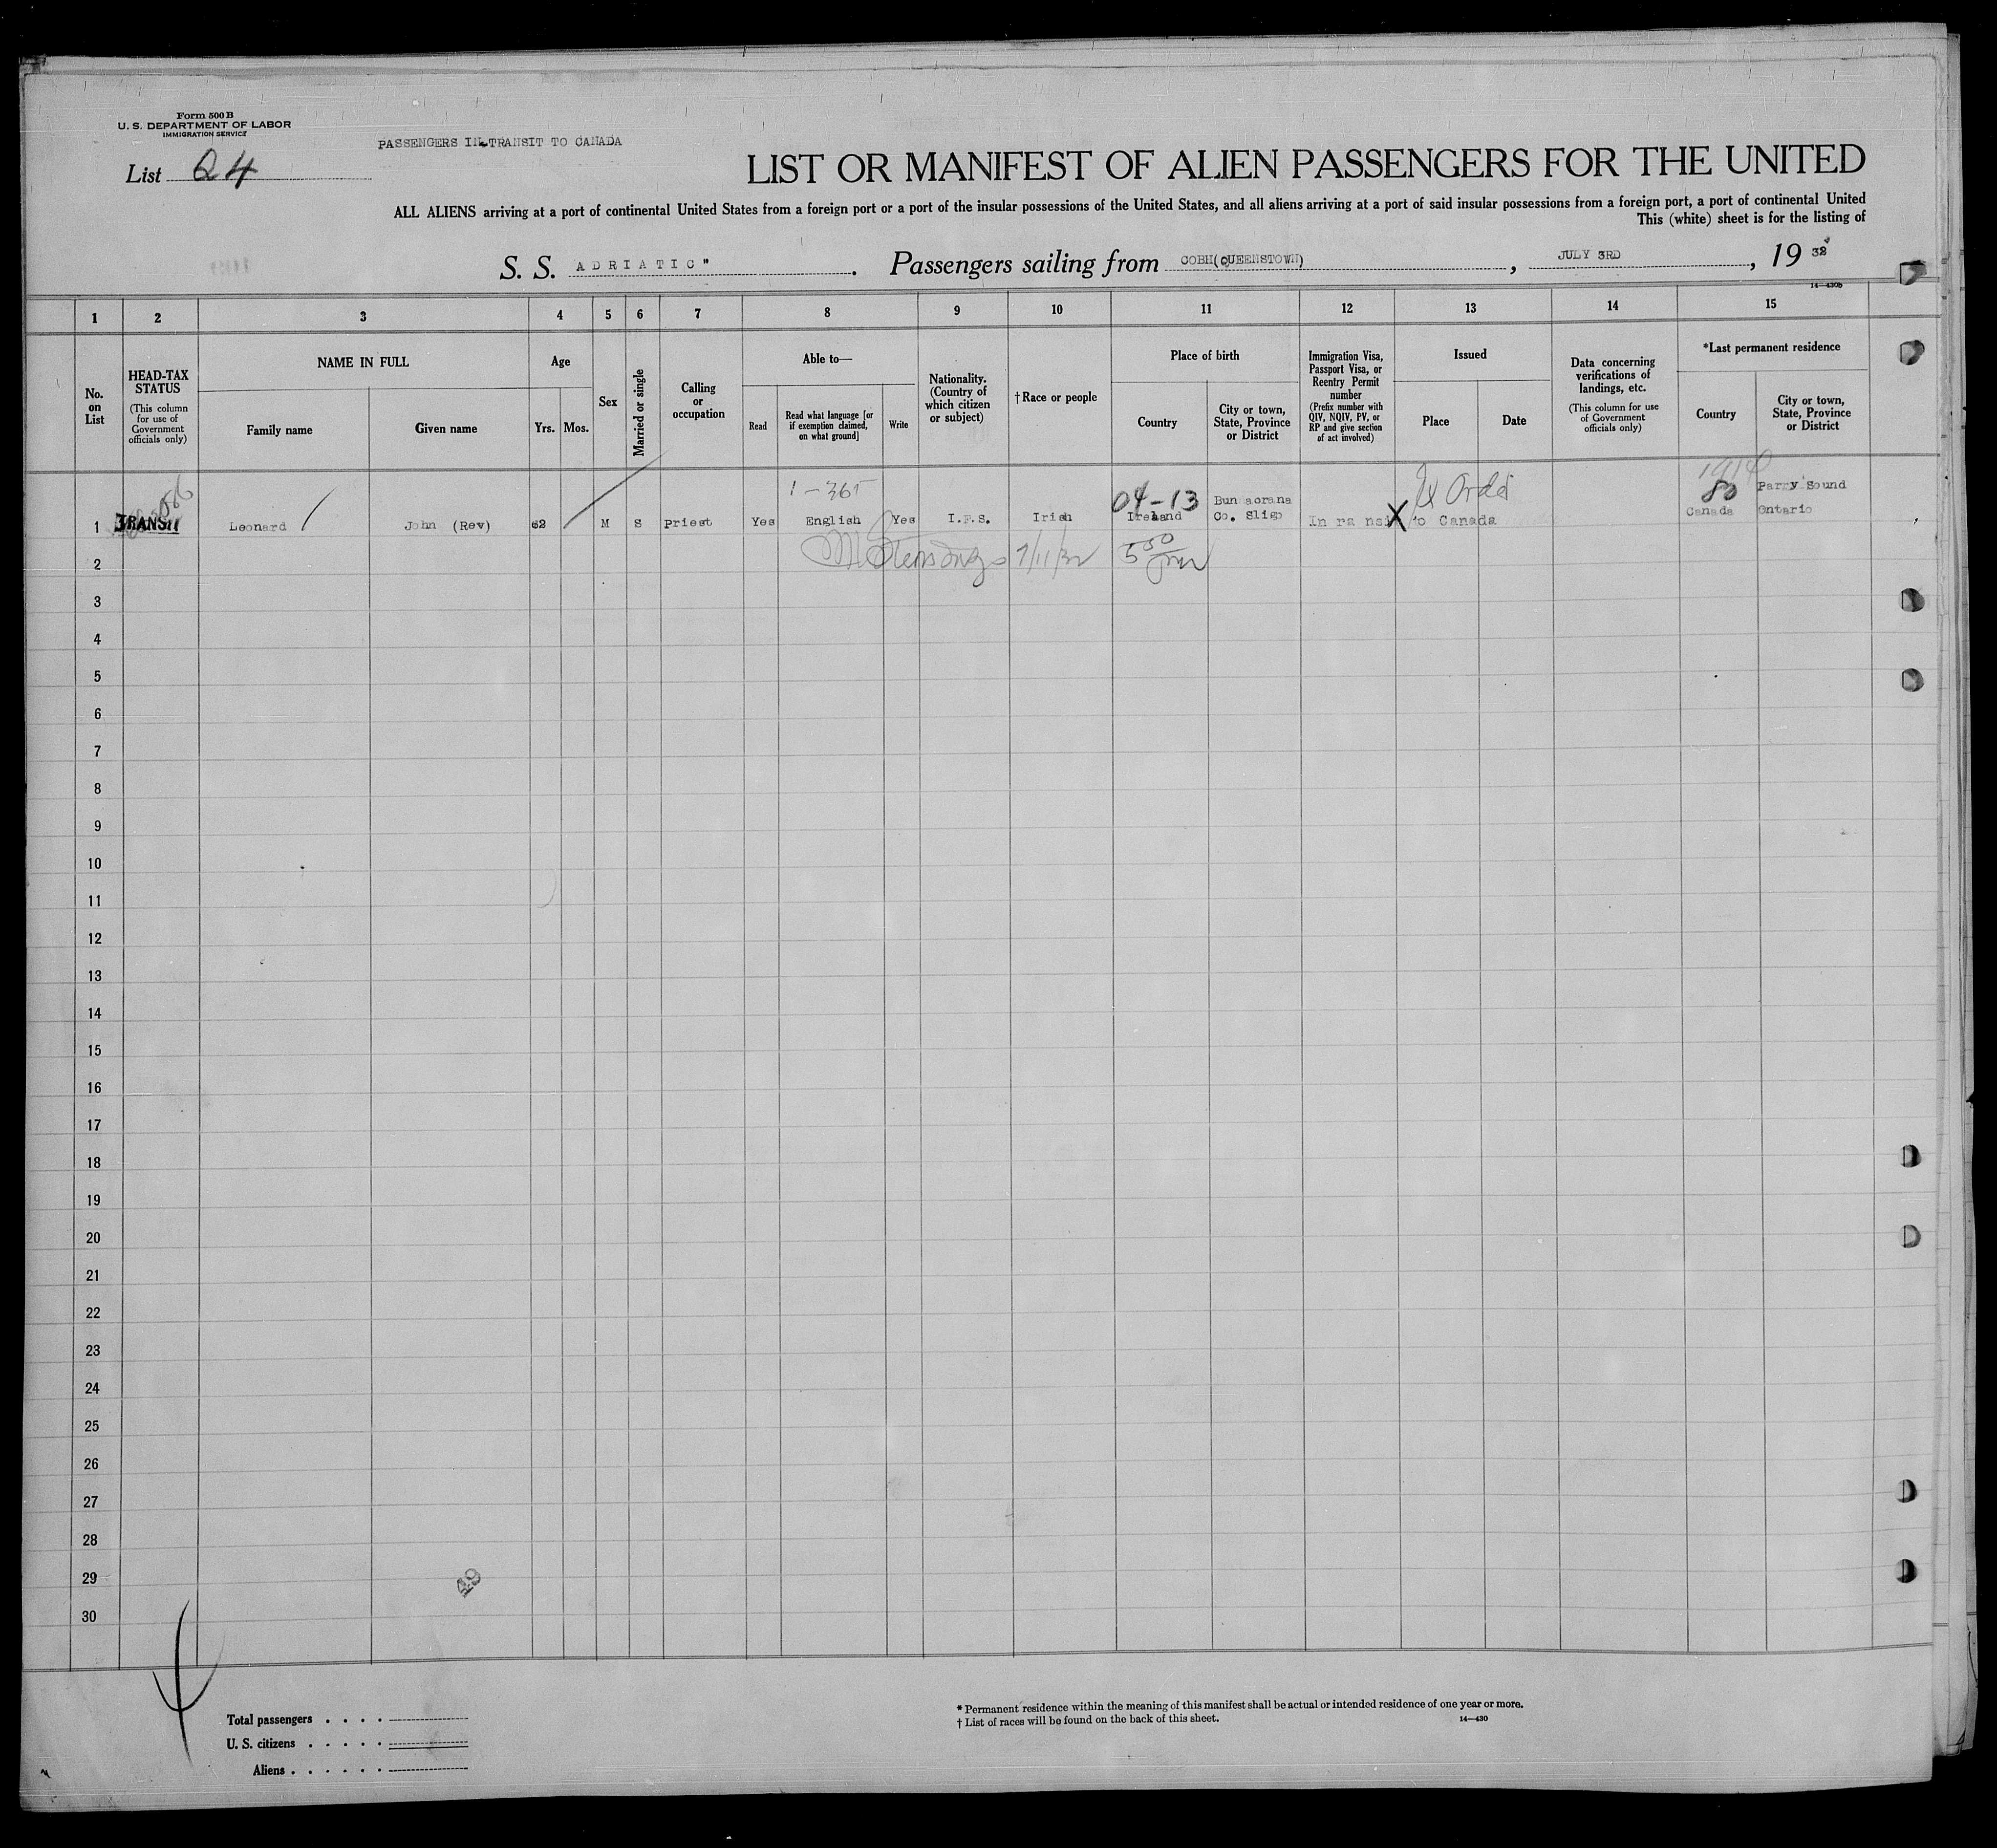 Form 500 B
U. S. DEPARTMENT OF LABOR
IMMIGRATION SERVICE
PASSENGERS IN TRANSIT TO CANADA
List 24
LIST OR MANIFEST OF ALIEN PASSENGERS FOR THE UNITED
ALL ALIENS arriving at a port of continental United States from a foreign port or a port of the insular possessions of the United States, and all aliens arriving at a port of said insular possessions from a foreign port, a port of continental United
This (white) sheet is for the listing of
S. S. ADRIATIC" . Passengers sailing from COBH(QUEENSTOWN) , JULY 3RD , 19 32
14—430B
1 2 3 4 5 6 7 8 9 10 11 12 13 14 15
No. on List
HEAD-TAX STATUS
(This column for use of Government officials only)
NAME IN FULL
Family name
Given name
Age
Yrs.
Mos.
Sex
Married or single
Calling or occupation
Able to—
Read
Read what language [or if exemption claimed, on what ground]
Write
Nationality. (Country of which citizen or subject)
†Race or people
Place of birth
Country
City or town, State, Province or District
Immigration Visa, Passport Visa, or Reentry Permit number
(Prefix number with QIV, NQIV, PV, or RP and give section of act involved)
Issued
Place
Date
Data concerning verifications of landings, etc.
(This column for use of Government officials only)
*Last permanent residence
Country
City or town, State, Province or District
1-365
04-13
Bun aorana
1914
80
Parry Sound
1 TRANSIT Leonard John (Rev) 62 M S Priest Yes English Yes I.F.S. Irish Ireland Co. Sligo In ra nsi X to Canada Canada Ontario
2 7/11/32
3
4
5
6
7
8
9
10
11
12
13
14
15
16
17
18
19
20
21
22
23
24
25
26
27
28
29
49
30
Total passengers . . . .
U. S. citizens . . . . .
Aliens . . . . . .
* Permanent residence within the meaning of this manifest shall be actual or intended residence of one year or more.
† List of races will be found on the back of this sheet.
14—430